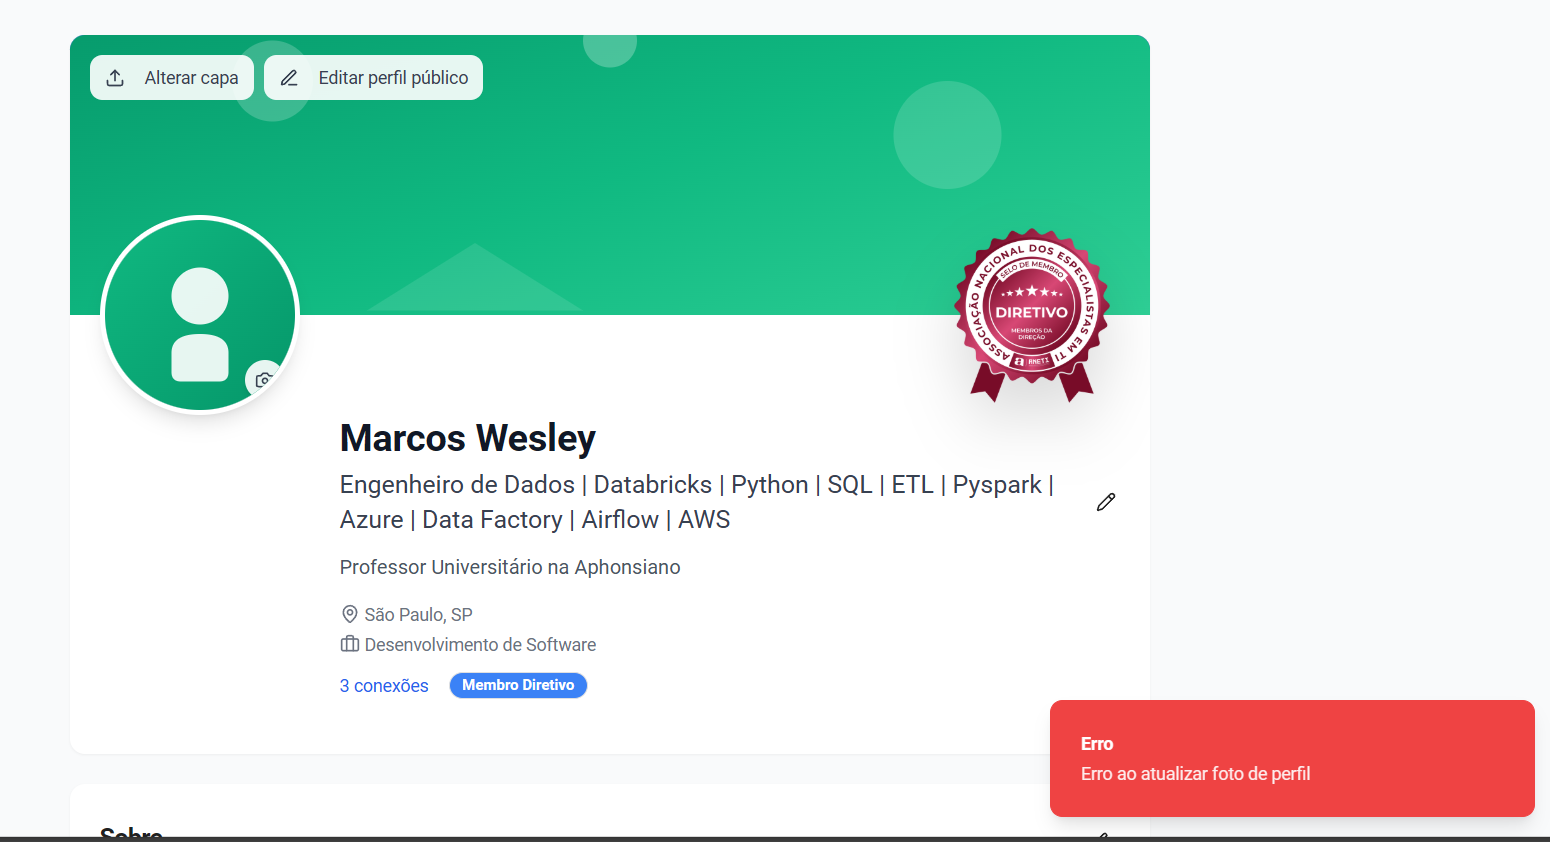 Alterar capa
Editar perfil público
ASSOCIAÇÃO NACIONAL DOS ESPECIALISTAS EM TI
SELO DE MEMBRO
DIRETIVO
MEMBROS DA
DIREÇÃO
a ANETI
Marcos Wesley
Engenheiro de Dados | Databricks | Python | SQL | ETL | Pyspark |
Azure | Data Factory | Airflow | AWS
Professor Universitário na Aphonsiano
São Paulo, SP
Desenvolvimento de Software
3 conexões
Membro Diretivo
Erro
Erro ao atualizar foto de perfil
Sobre